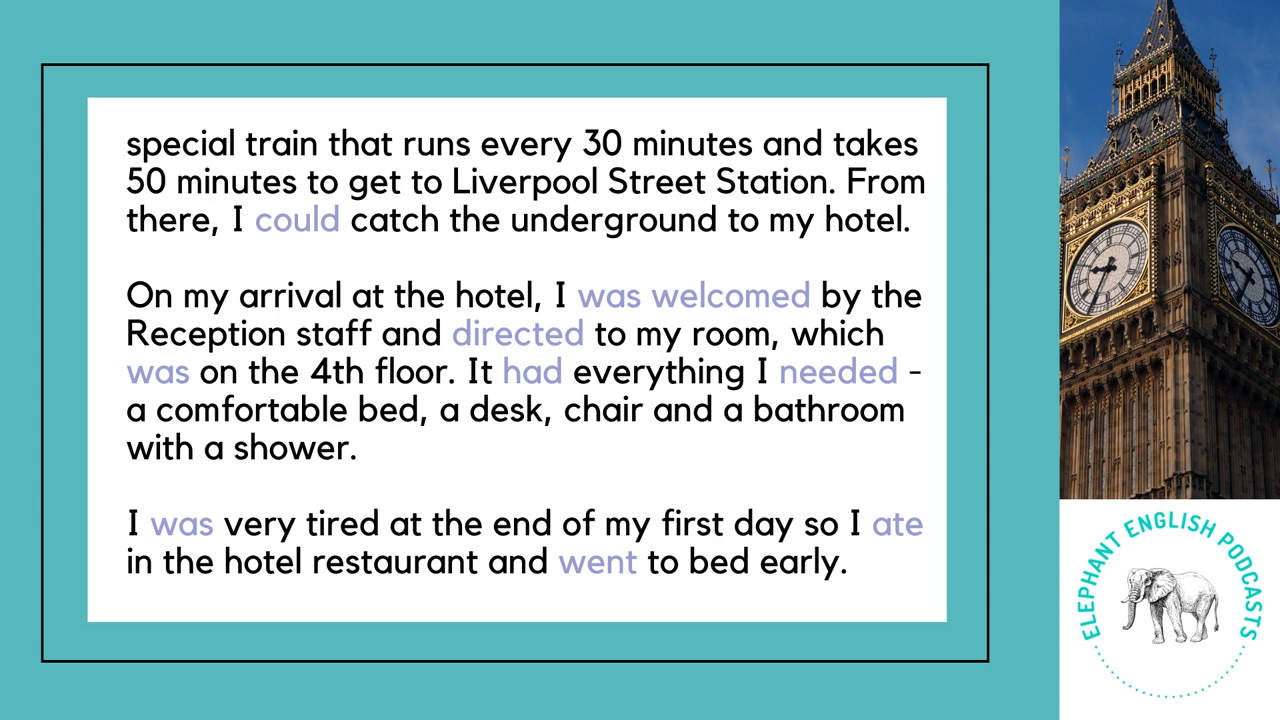 special train that runs every 30 minutes and takes
50 minutes to get to Liverpool Street Station. From
there, I could catch the underground to my hotel.
On my arrival at the hotel, I was welcomed by the
Reception staff and directed to my room, which
was on the 4th floor. It had everything I needed -
a comfortable bed, a desk, chair and a bathroom
with a shower.
I was very tired at the end of my first day so I ate
in the hotel restaurant and went to bed early.
ELEPHANT ENGLISH PODCASTS